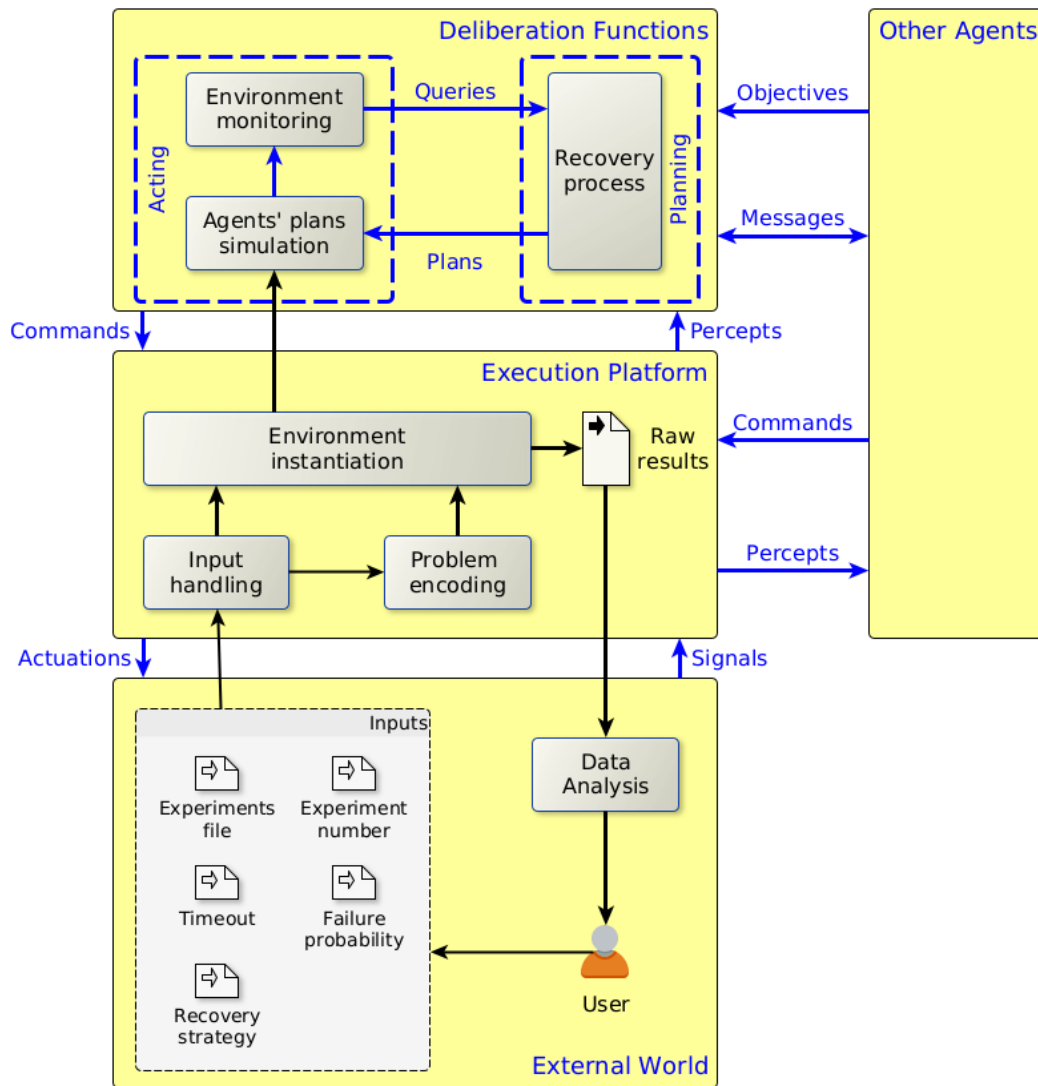 Deliberation Functions
Other Agents
Acting
Environment
monitoring
Queries
Recovery
process
Planning
Agents' plans
simulation
Plans
Objectives
Messages
Commands
Percepts
Execution Platform
Environment
instantiation
Raw
results
Commands
Input
handling
Problem
encoding
Percepts
Actuations
Signals
Inputs
Experiments
file
Experiment
number
Timeout
Failure
probability
Recovery
strategy
Data
Analysis
User
External World